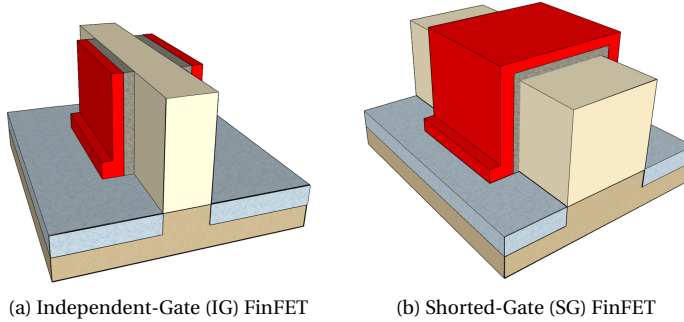 (a) Independent-Gate (IG) FinFET
(b) Shorted-Gate (SG) FinFET